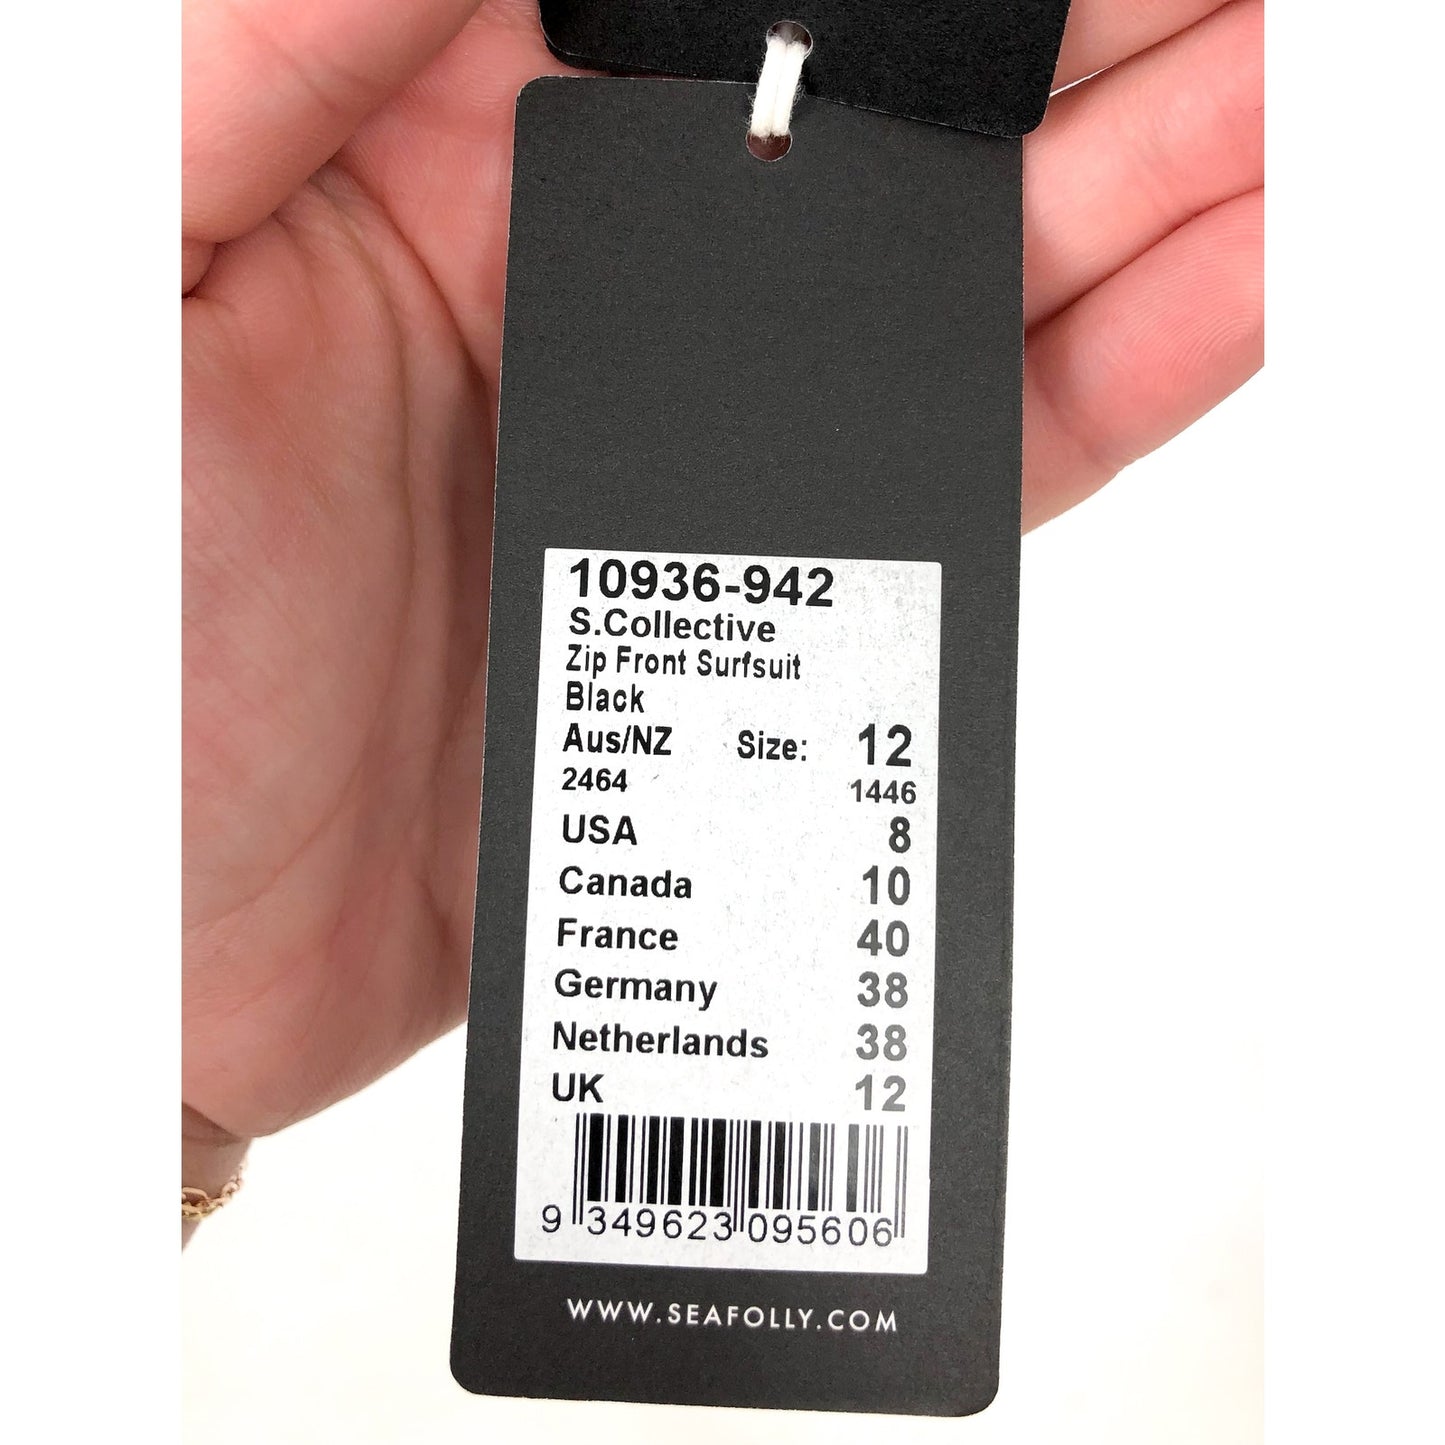 10936-942
S.Collective
Zip Front Surfsuit
Black
Aus/NZ Size: 12
2464 1446
USA 8
Canada 10
France 40
Germany 38
Netherlands 38
UK 12
9 349623 095606
WWW.SEAFOLLY.COM